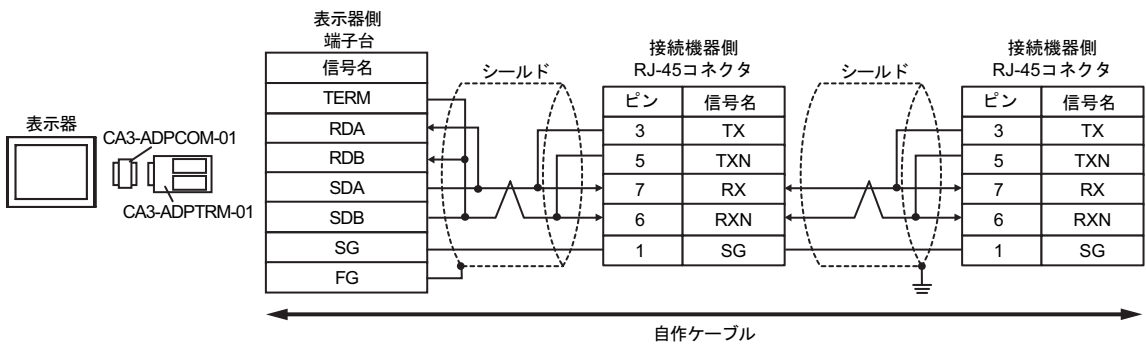 表示器
CA3-ADPCOM-01
CA3-ADPTRM-01
表示器側
端子台
信号名
TERM
RDA
RDB
SDA
SDB
SG
FG
シールド
接続機器側
RJ-45コネクタ
ピン 信号名
3 TX
5 TXN
7 RX
6 RXN
1 SG
シールド
接続機器側
RJ-45コネクタ
ピン 信号名
3 TX
5 TXN
7 RX
6 RXN
1 SG
自作ケーブル